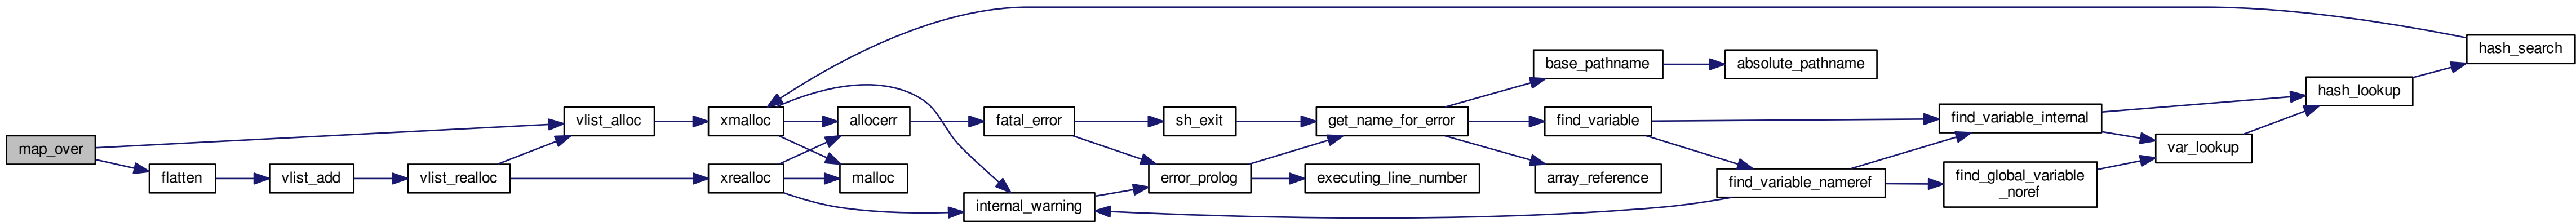 map_over
flatten
vlist_add
vlist_realloc
vlist_alloc
xmalloc
xrealloc
allocerr
malloc
internal_warning
fatal_error
sh_exit
error_prolog
get_name_for_error
executing_line_number
base_pathname
find_variable
array_reference
absolute_pathname
find_variable_nameref
find_variable_internal
find_global_variable
_noref
var_lookup
hash_lookup
hash_search